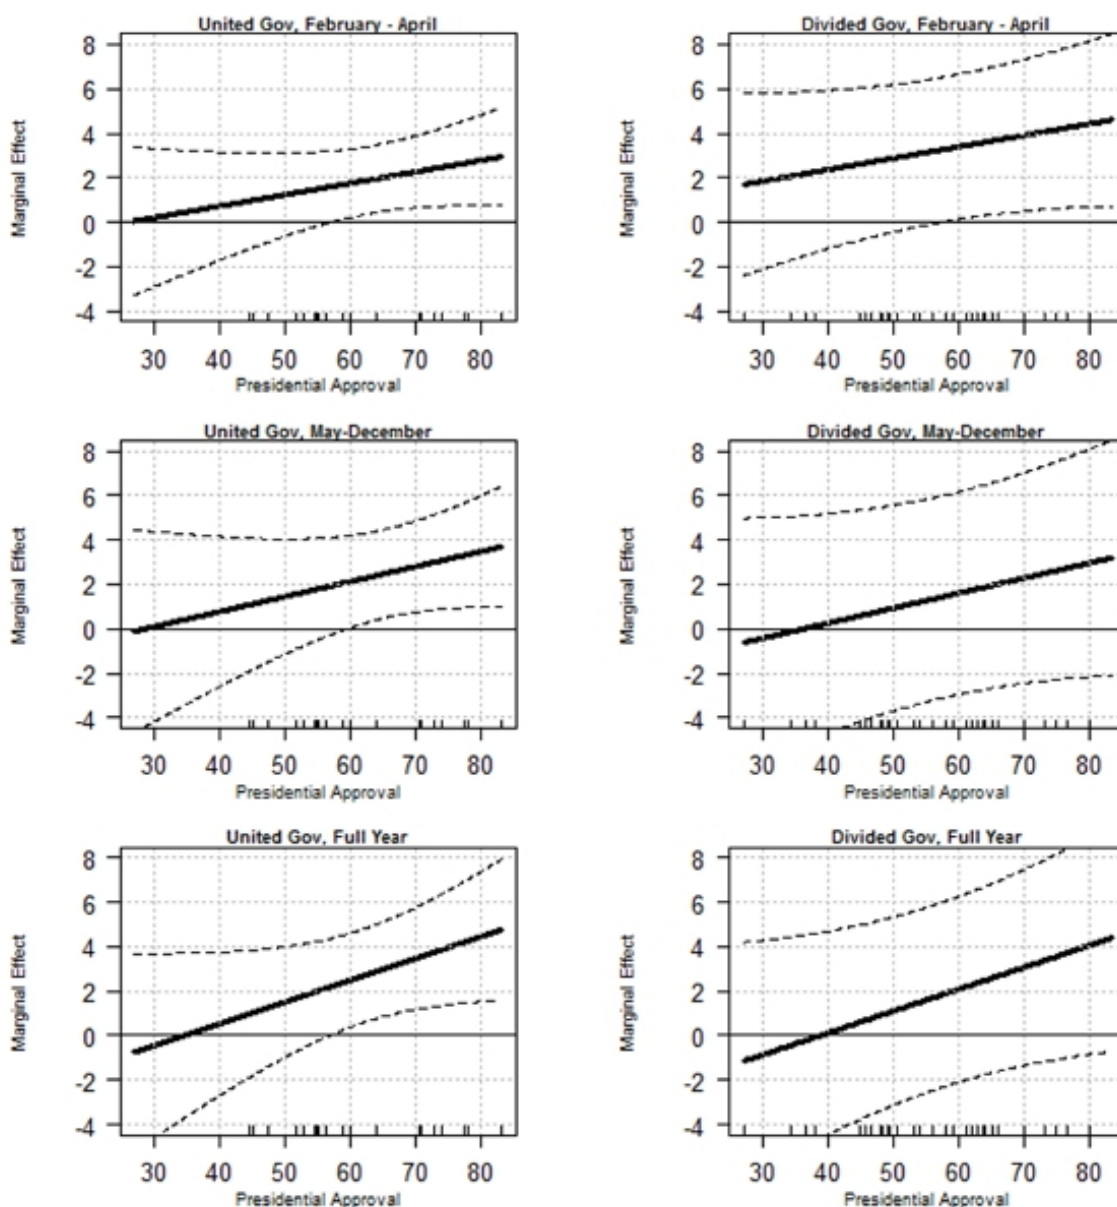 United Gov, February - April
8
6
4
2
0
-2
-4
Marginal Effect
30 40 50 60 70 80
Presidential Approval
Divided Gov, February - April
8
6
4
2
0
-2
-4
Marginal Effect
30 40 50 60 70 80
Presidential Approval
United Gov, May-December
8
6
4
2
0
-2
-4
Marginal Effect
30 40 50 60 70 80
Presidential Approval
Divided Gov, May-December
8
6
4
2
0
-2
-4
Marginal Effect
30 40 50 60 70 80
Presidential Approval
United Gov, Full Year
8
6
4
2
0
-2
-4
Marginal Effect
30 40 50 60 70 80
Presidential Approval
Divided Gov, Full Year
8
6
4
2
0
-2
-4
Marginal Effect
30 40 50 60 70 80
Presidential Approval